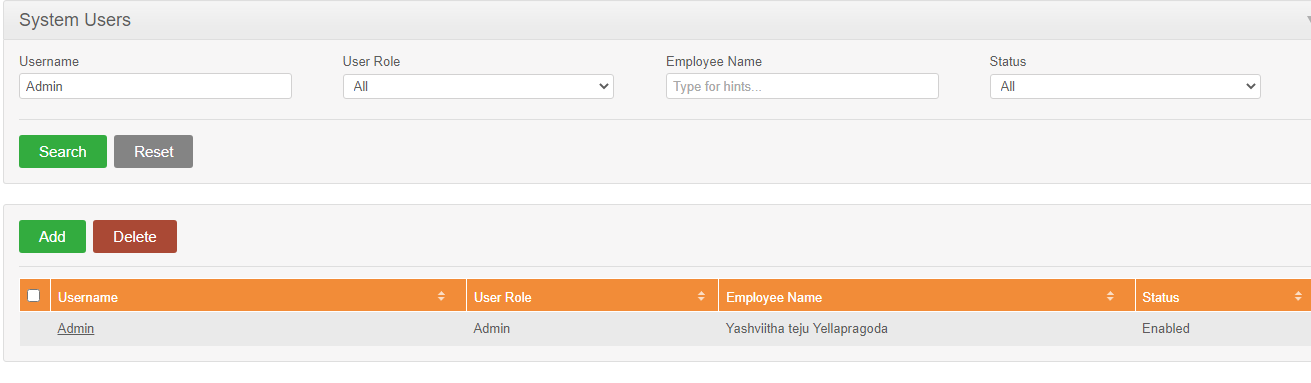 System Users
Username User Role Employee Name Status
Admin All Type for hints... All
Search Reset
Add Delete
Username User Role Employee Name Status
Admin Admin Yashviitha teju Yellapragoda Enabled